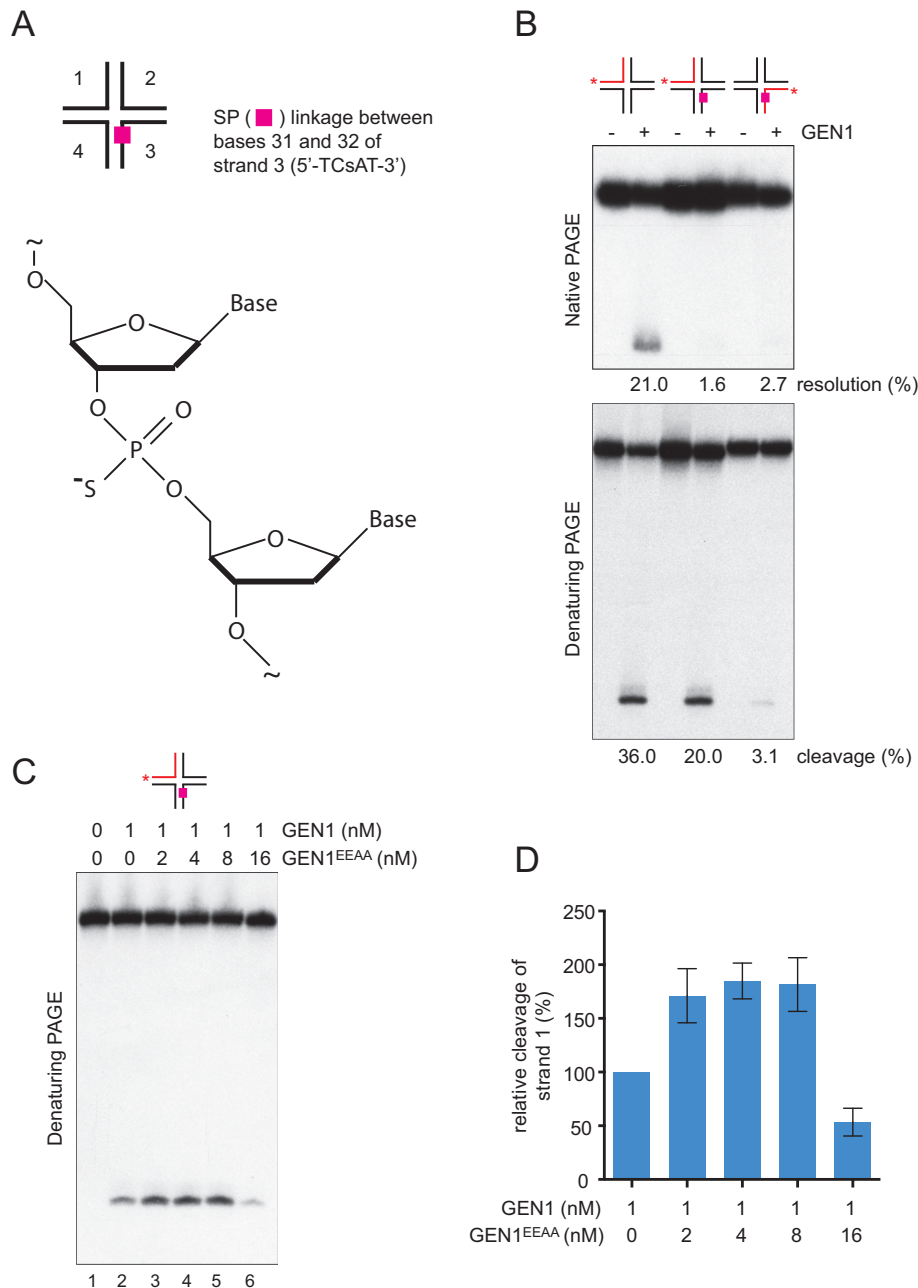 A
1 2
4 3
SP ( ) linkage between
bases 31 and 32 of
strand 3 (5'-TCsAT-3')
~
O
O
Base
O
O
P
-S
O
O
Base
O
~
B
* * *
- + - + - + GEN1
Native PAGE
21.0 1.6 2.7 resolution (%)
Denaturing PAGE
36.0 20.0 3.1 cleavage (%)
C
*
0 1 1 1 1 1 GEN1 (nM)
0 0 2 4 8 16 GEN1EEAA (nM)
Denaturing PAGE
1 2 3 4 5 6
D
250
200
150
100
50
0
relative cleavage of
strand 1 (%)
GEN1 (nM) 1 1 1 1 1
GEN1EEAA (nM) 0 2 4 8 16